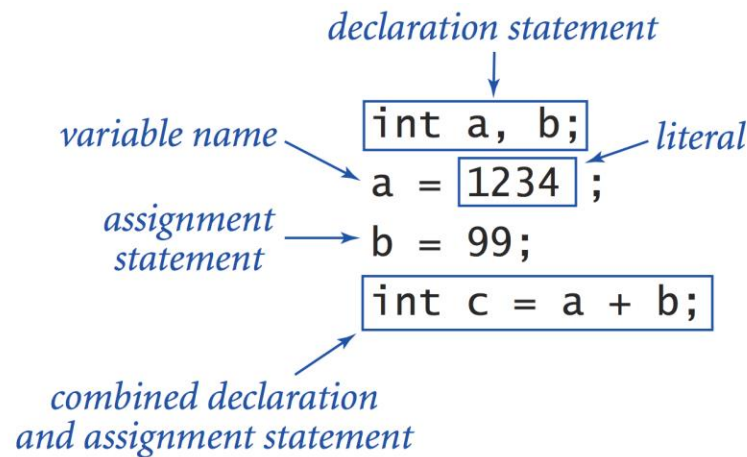 declaration statement
int a, b;
variable name
literal
a = 1234 ;
assignment
statement
b = 99;
int c = a + b;
combined declaration
and assignment statement